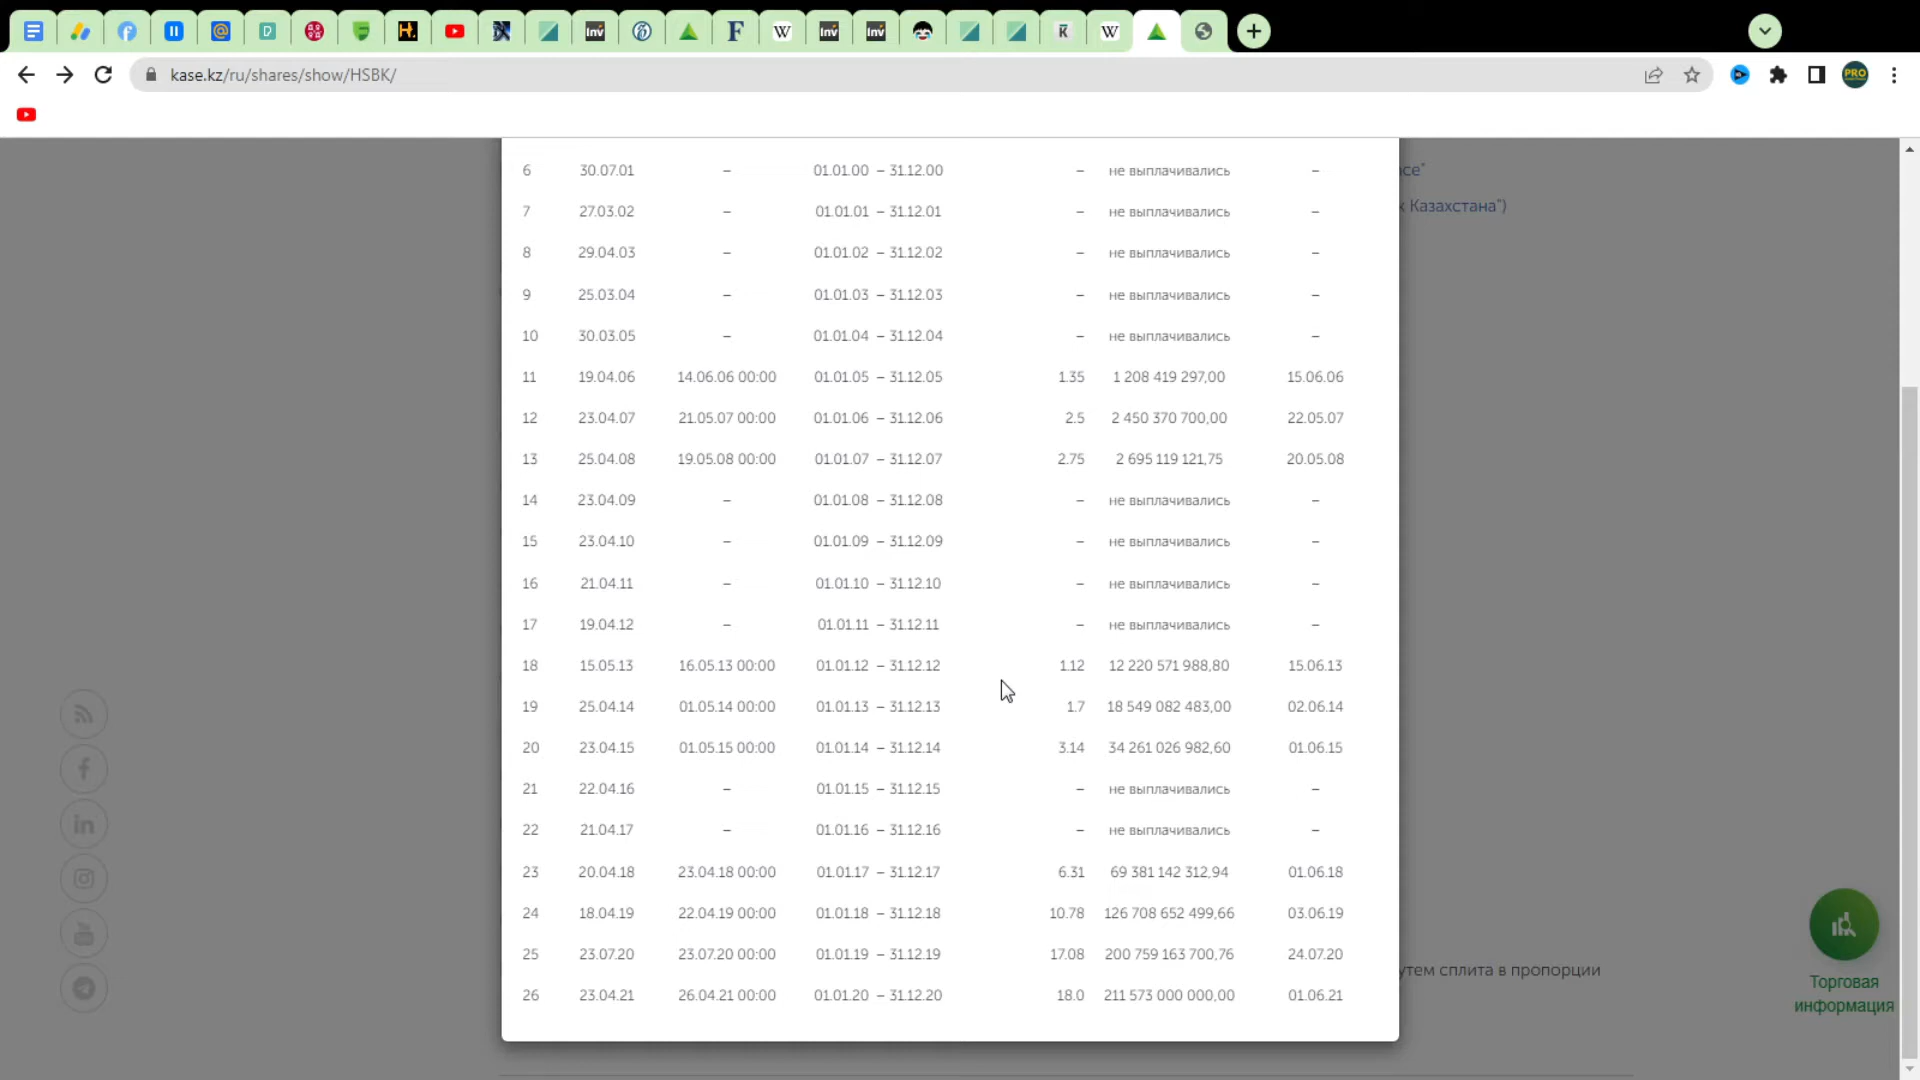 kase.kz/ru/shares/show/HSBK/
PRO
6 30.07.01 – 01.01.00 – 31.12.00 – не выплачивались –
7 27.03.02 – 01.01.01 – 31.12.01 – не выплачивались –
8 29.04.03 – 01.01.02 – 31.12.02 – не выплачивались –
9 25.03.04 – 01.01.03 – 31.12.03 – не выплачивались –
10 30.03.05 – 01.01.04 – 31.12.04 – не выплачивались –
11 19.04.06 14.06.06 00:00 01.01.05 – 31.12.05 1.35 1 208 419 297,00 15.06.06
12 23.04.07 21.05.07 00:00 01.01.06 – 31.12.06 2.5 2 450 370 700,00 22.05.07
13 25.04.08 19.05.08 00:00 01.01.07 – 31.12.07 2.75 2 695 119 121,75 20.05.08
14 23.04.09 – 01.01.08 – 31.12.08 – не выплачивались –
15 23.04.10 – 01.01.09 – 31.12.09 – не выплачивались –
16 21.04.11 – 01.01.10 – 31.12.10 – не выплачивались –
17 19.04.12 – 01.01.11 – 31.12.11 – не выплачивались –
18 15.05.13 16.05.13 00:00 01.01.12 – 31.12.12 1.12 12 220 571 988,80 15.06.13
19 25.04.14 01.05.14 00:00 01.01.13 – 31.12.13 1.7 18 549 082 483,00 02.06.14
20 23.04.15 01.05.15 00:00 01.01.14 – 31.12.14 3.14 34 261 026 982,60 01.06.15
21 22.04.16 – 01.01.15 – 31.12.15 – не выплачивались –
22 21.04.17 – 01.01.16 – 31.12.16 – не выплачивались –
23 20.04.18 23.04.18 00:00 01.01.17 – 31.12.17 6.31 69 381 142 312,94 01.06.18
24 18.04.19 22.04.19 00:00 01.01.18 – 31.12.18 10.78 126 708 652 499,66 03.06.19
25 23.07.20 23.07.20 00:00 01.01.19 – 31.12.19 17.08 200 759 163 700,76 24.07.20
26 23.04.21 26.04.21 00:00 01.01.20 – 31.12.20 18.0 211 573 000 000,00 01.06.21
се"
к Казахстана")
утем сплита в пропорции
Торговая
информация